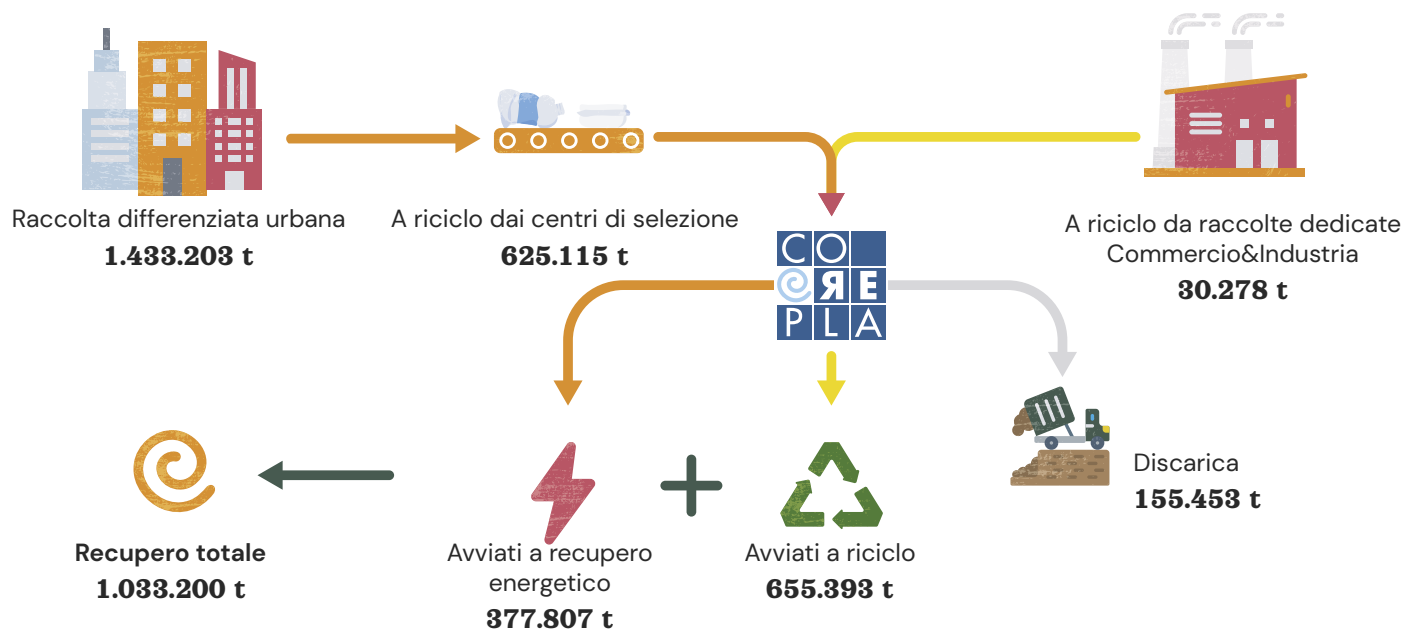 Raccolta differenziata urbana
1.433.203 t
A riciclo dai centri di selezione
625.115 t
A riciclo da raccolte dedicate
Commercio&Industria
30.278 t
CO
REPLA
Discarica
155.453 t
Recupero totale
1.033.200 t
Avviati a recupero
energetico
377.807 t
Avviati a riciclo
655.393 t